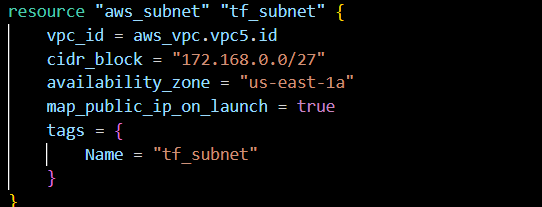 resource "aws_subnet" "tf_subnet" {
    vpc_id = aws_vpc.vpc5.id
    cidr_block = "172.168.0.0/27"
    availability_zone = "us-east-1a"
    map_public_ip_on_launch = true
    tags = {
        Name = "tf_subnet"
    }
}